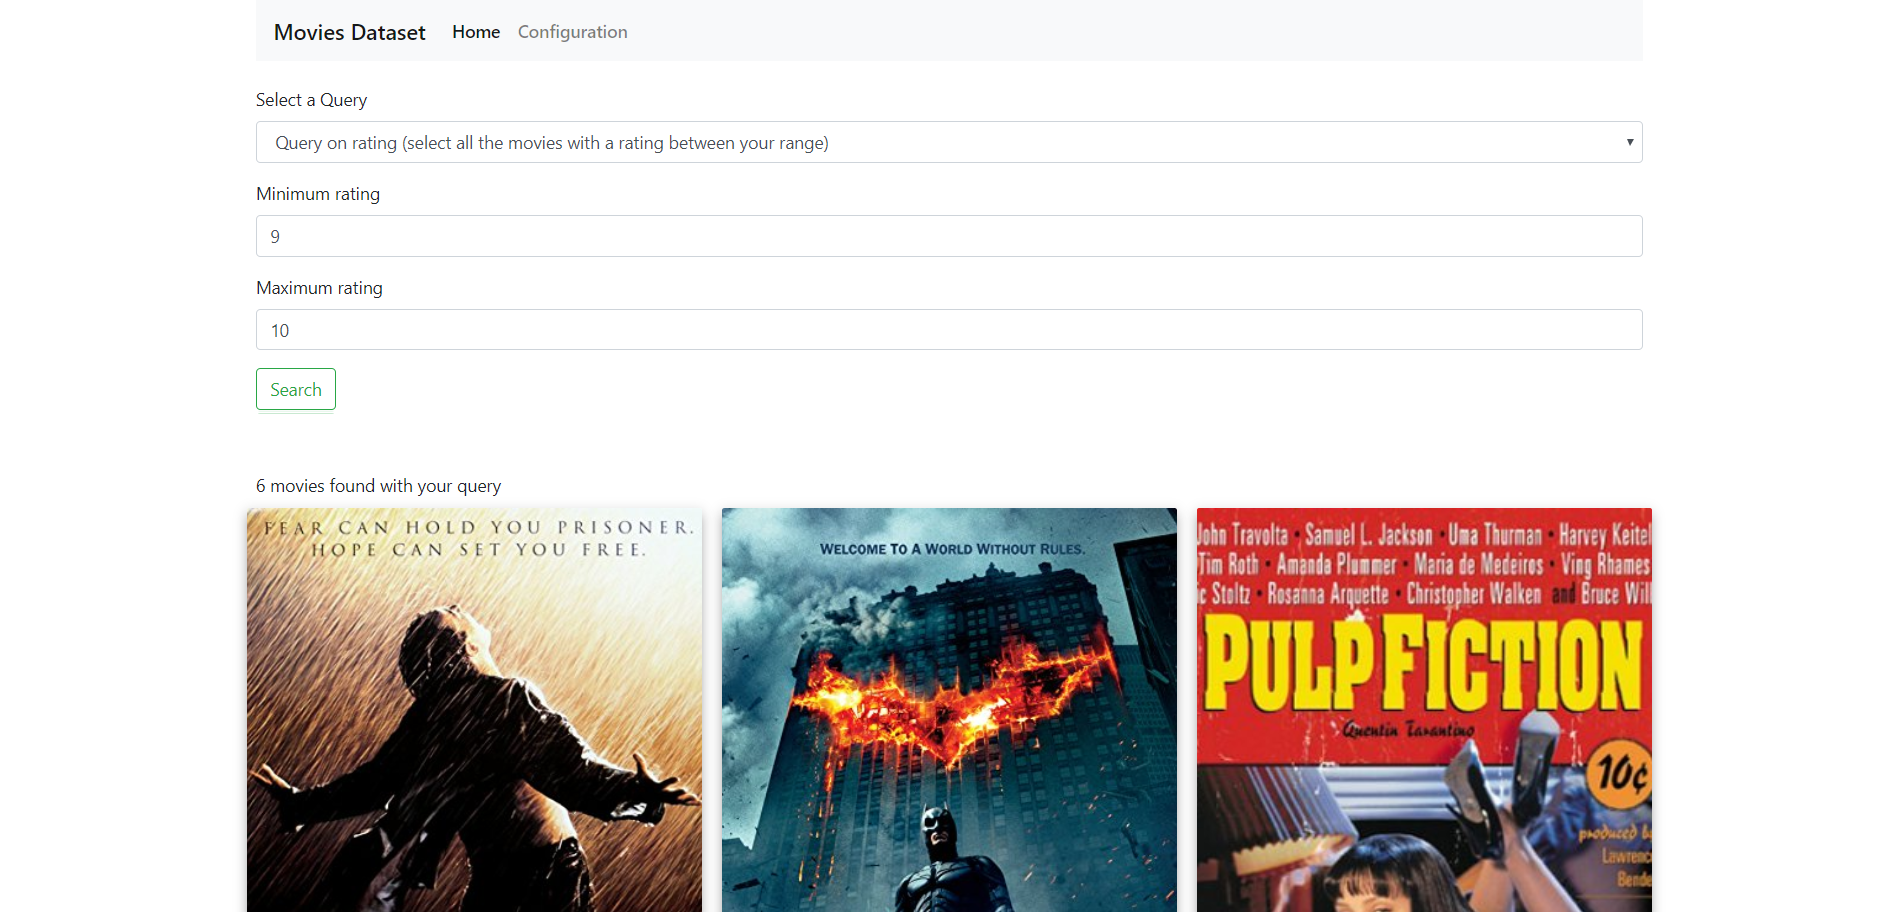 Movies Dataset Home Configuration
Select a Query
Query on rating (select all the movies with a rating between your range)
Minimum rating
9
Maximum rating
10
Search
6 movies found with your query
FEAR CAN HOLD YOU PRISONER.
HOPE CAN SET YOU FREE.
WELCOME TO A WORLD WITHOUT RULES.
John Travolta • Samuel L. Jackson • Uma Thurman • Harvey Keitel
Tim Roth • Amanda Plummer • Maria de Medeiros • Ving Rhames
c Stoltz • Rosanna Arquette • Christopher Walken and Bruce Will
PULP FICTION
Quentin Tarantino
10¢
produced b
Lawrenc
Bende